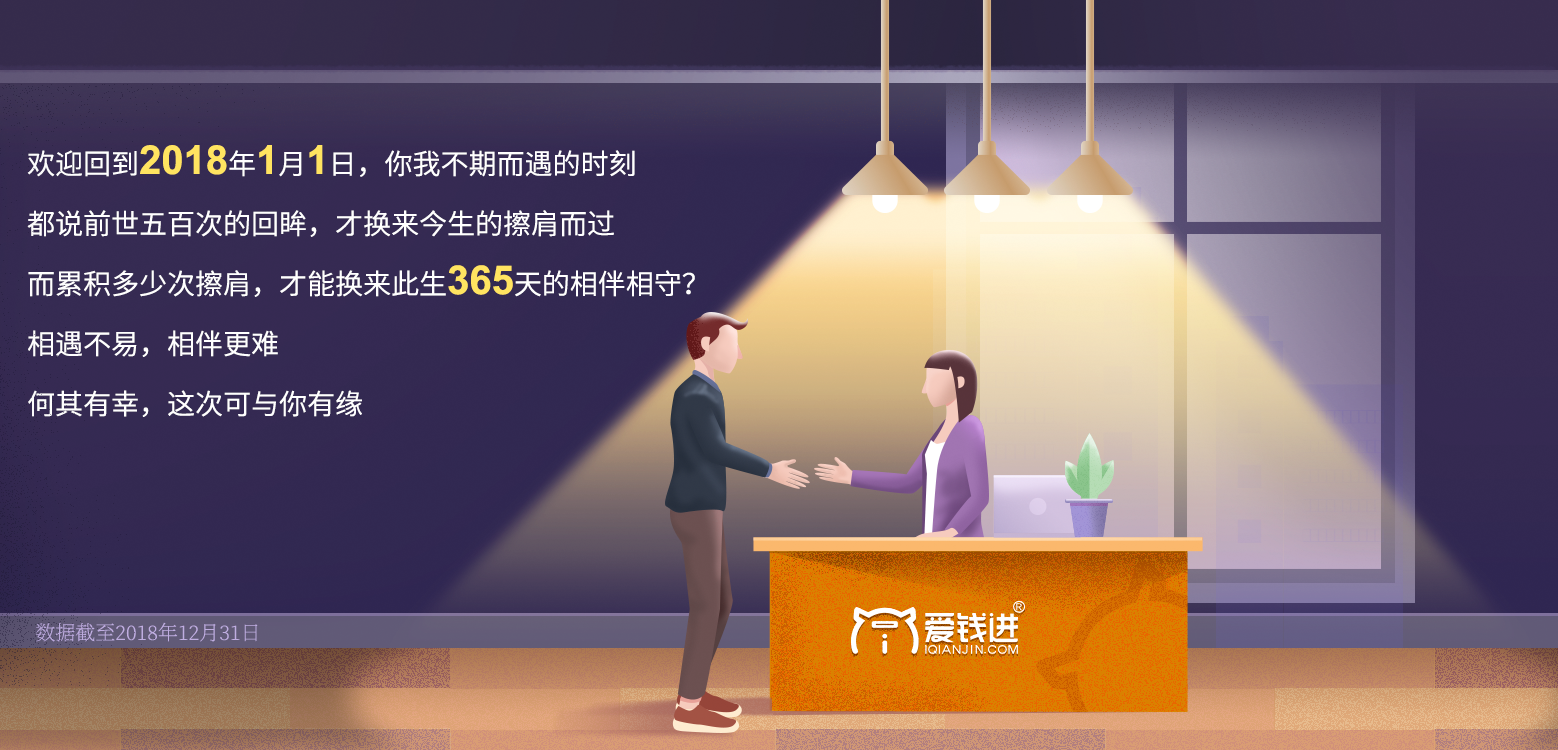 欢迎回到2018年1月1日，你我不期而遇的时刻
都说前世五百次的回眸，才换来今生的擦肩而过
而累积多少次擦肩，才能换来此生365天的相伴相守？
相遇不易，相伴更难
何其有幸，这次可与你有缘
数据截至2018年12月31日
爱钱进®
IQIANJIN.COM